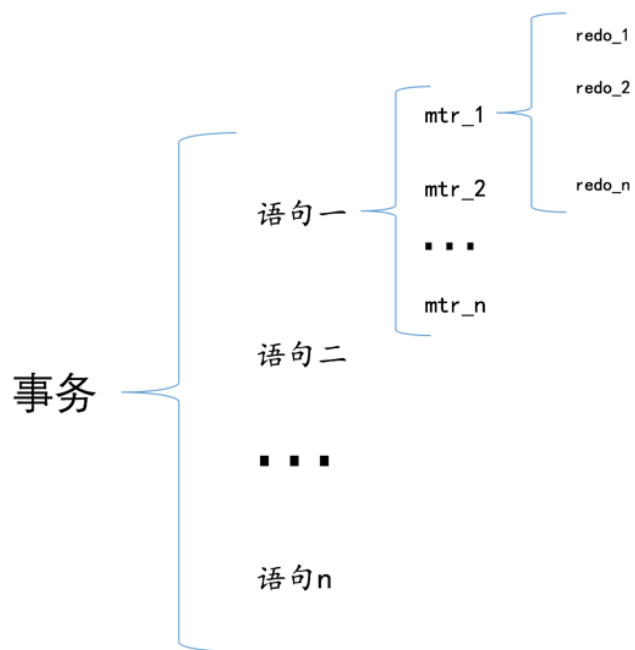 redo_1
redo_2
mtr_1
redo_n
mtr_2
语句一
...
mtr_n
语句二
事务
...
语句n